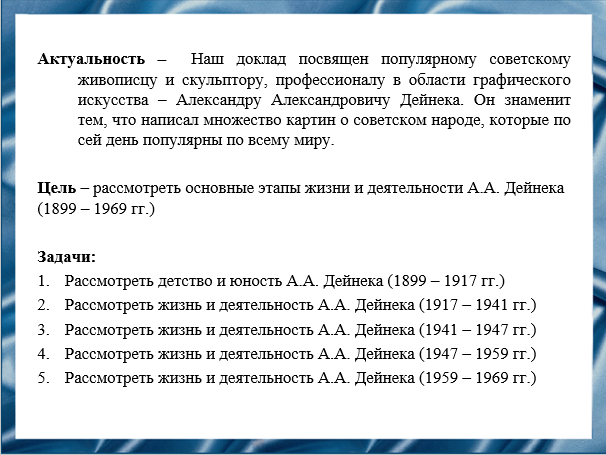 Актуальность – Наш доклад посвящен популярному советскому
живописцу и скульптору, профессионалу в области графического
искусства – Александру Александровичу Дейнека. Он знаменит
тем, что написал множество картин о советском народе, которые по
сей день популярны по всему миру.
Цель – рассмотреть основные этапы жизни и деятельности А.А. Дейнека
(1899 – 1969 гг.)
Задачи:
1. Рассмотреть детство и юность А.А. Дейнека (1899 – 1917 гг.)
2. Рассмотреть жизнь и деятельность А.А. Дейнека (1917 – 1941 гг.)
3. Рассмотреть жизнь и деятельность А.А. Дейнека (1941 – 1947 гг.)
4. Рассмотреть жизнь и деятельность А.А. Дейнека (1947 – 1959 гг.)
5. Рассмотреть жизнь и деятельность А.А. Дейнека (1959 – 1969 гг.)